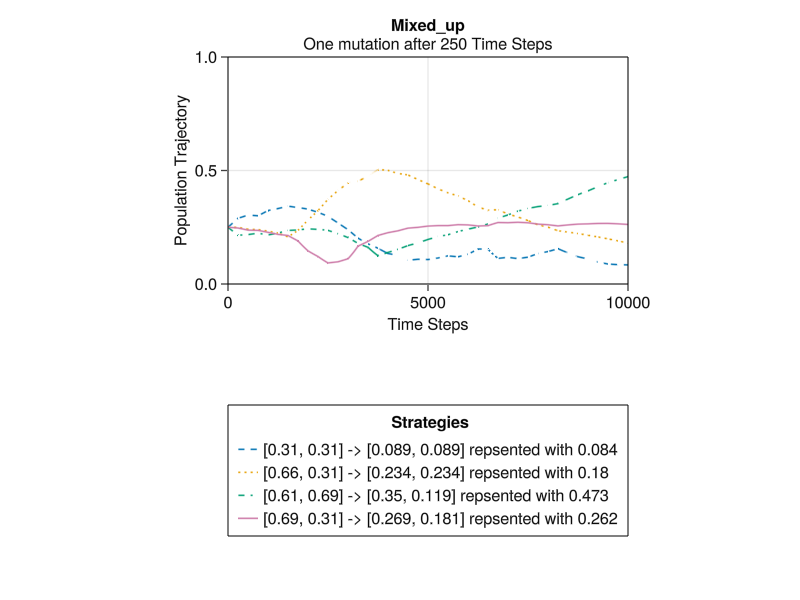 Mixed_up
One mutation after 250 Time Steps
1.0
Population Trajectory
0.5
0.0
0
5000
10000
Time Steps
Strategies
[0.31, 0.31] -> [0.089, 0.089] repsented with 0.084
[0.66, 0.31] -> [0.234, 0.234] repsented with 0.18
[0.61, 0.69] -> [0.35, 0.119] repsented with 0.473
[0.69, 0.31] -> [0.269, 0.181] repsented with 0.262